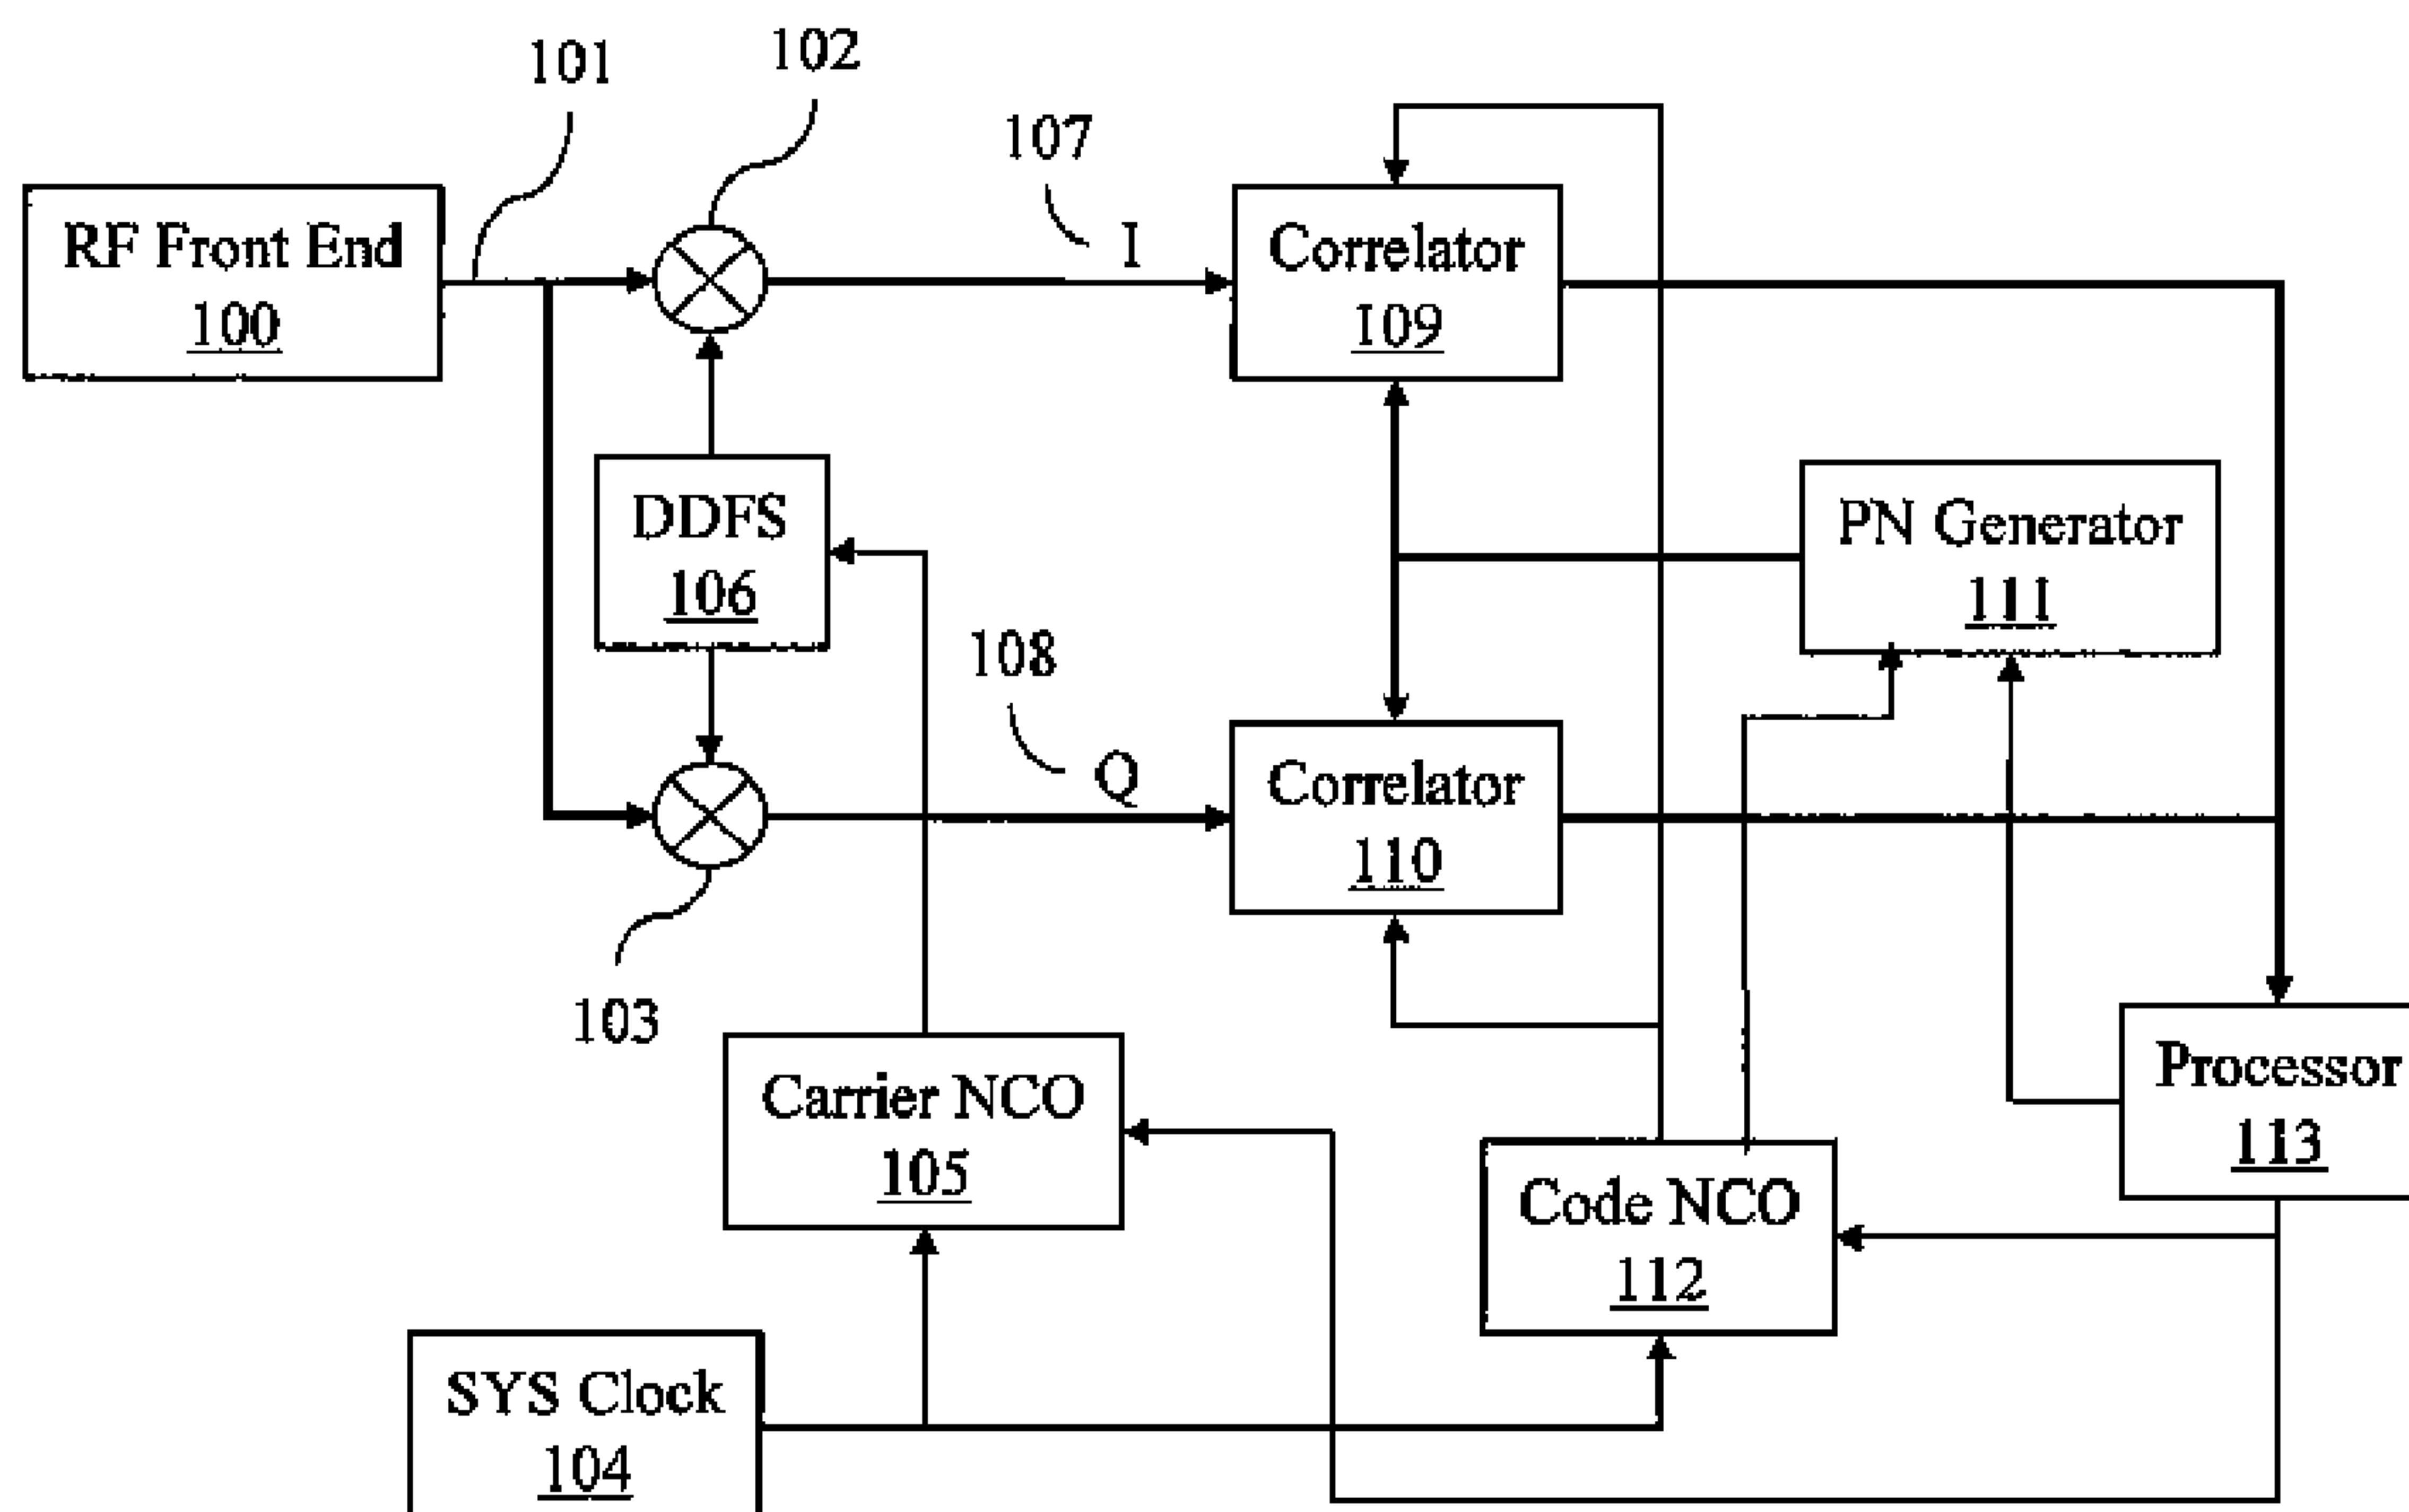 101
102
107
RF Front End
100
I
Correlator
109
DDFS
106
PN Generator
111
108
Q
Correlator
110
103
Carrier NCO
105
Code NCO
112
Processor
113
SYS Clock
104